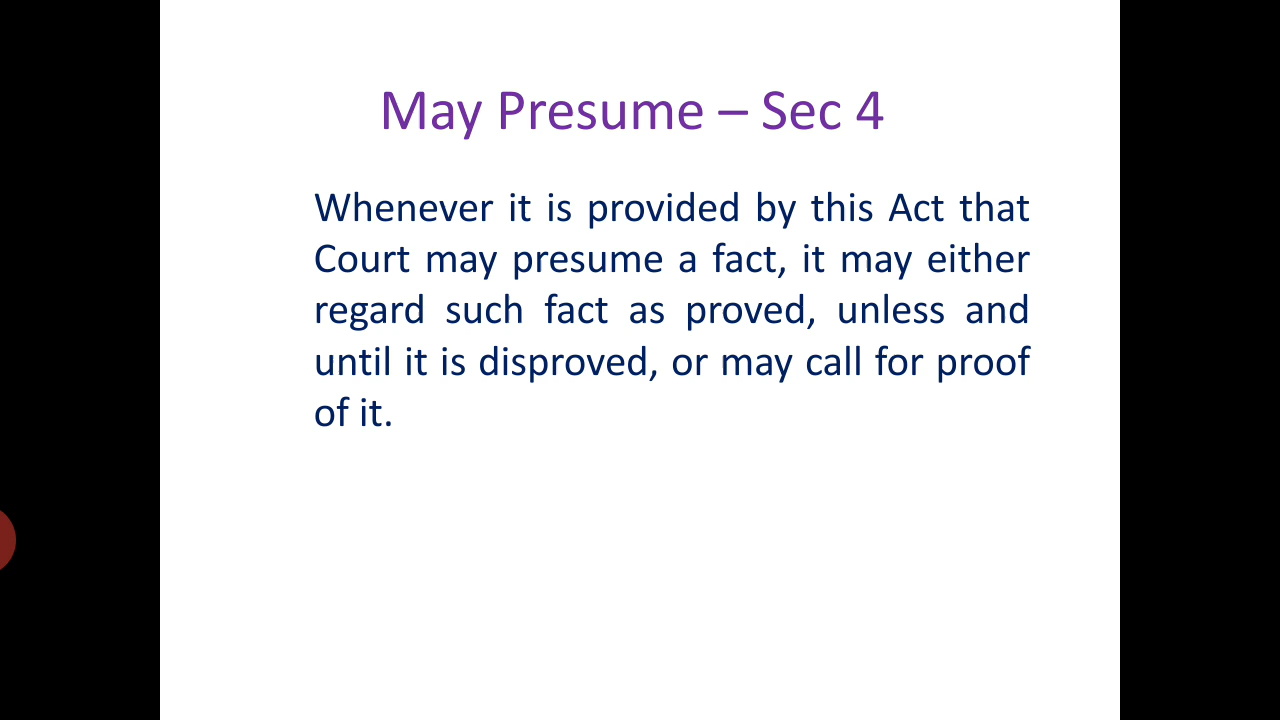 May Presume – Sec 4
Whenever it is provided by this Act that
Court may presume a fact, it may either
regard such fact as proved, unless and
until it is disproved, or may call for proof
of it.